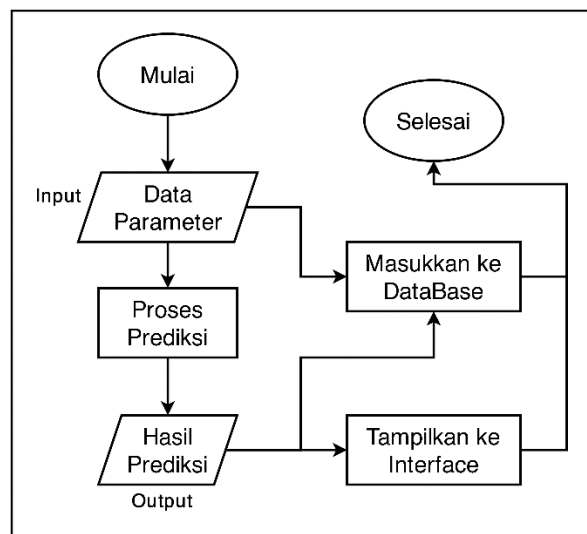 Mulai
Selesai
Input
Data
Parameter
Masukkan ke
DataBase
Proses
Prediksi
Hasil
Prediksi
Tampilkan ke
Interface
Output